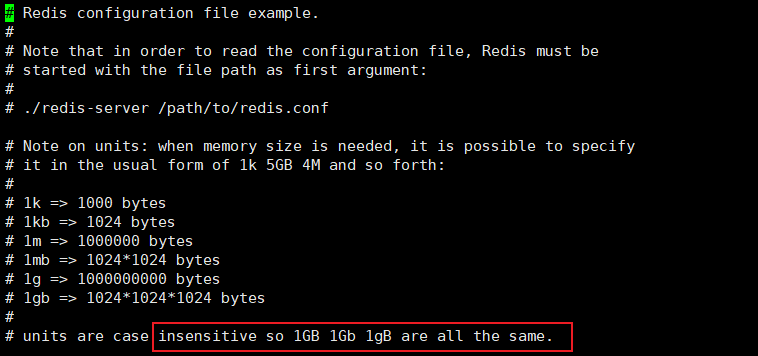 # Redis configuration file example.
#
# Note that in order to read the configuration file, Redis must be
# started with the file path as first argument:
#
# ./redis-server /path/to/redis.conf
# Note on units: when memory size is needed, it is possible to specify
# it in the usual form of 1k 5GB 4M and so forth:
#
# 1k => 1000 bytes
# 1kb => 1024 bytes
# 1m => 1000000 bytes
# 1mb => 1024*1024 bytes
# 1g => 1000000000 bytes
# 1gb => 1024*1024*1024 bytes
#
# units are case insensitive so 1GB 1Gb 1gB are all the same.